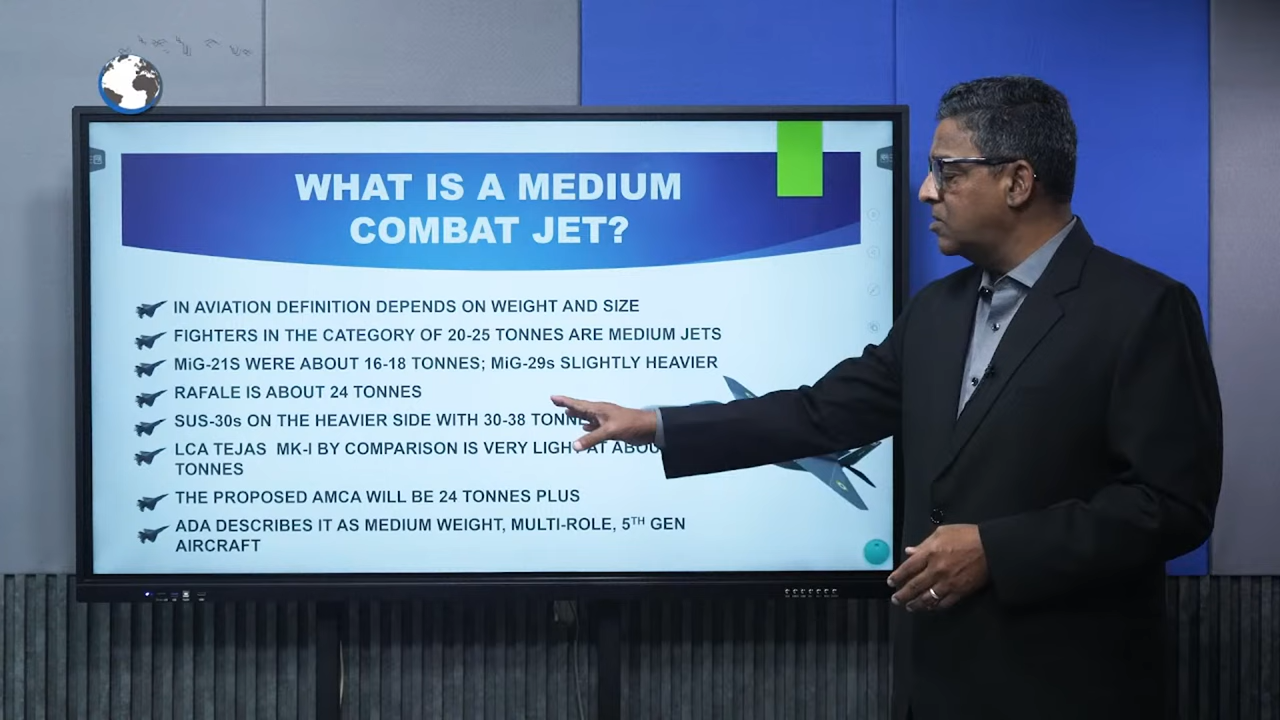 WHAT IS A MEDIUM
COMBAT JET?
IN AVIATION DEFINITION DEPENDS ON WEIGHT AND SIZE
FIGHTERS IN THE CATEGORY OF 20-25 TONNES ARE MEDIUM JETS
MiG-21S WERE ABOUT 16-18 TONNES; MiG-29s SLIGHTLY HEAVIER
RAFALE IS ABOUT 24 TONNES
SUS-30s ON THE HEAVIER SIDE WITH 30-38
LCA TEJAS MK-I BY COMPARISON IS VERY AT
TONNES
THE PROPOSED AMCA WILL BE 24 TONNES PLUS
ADA DESCRIBES IT AS MEDIUM WEIGHT, MULTI-ROLE, 5TH GEN
AIRCRAFT